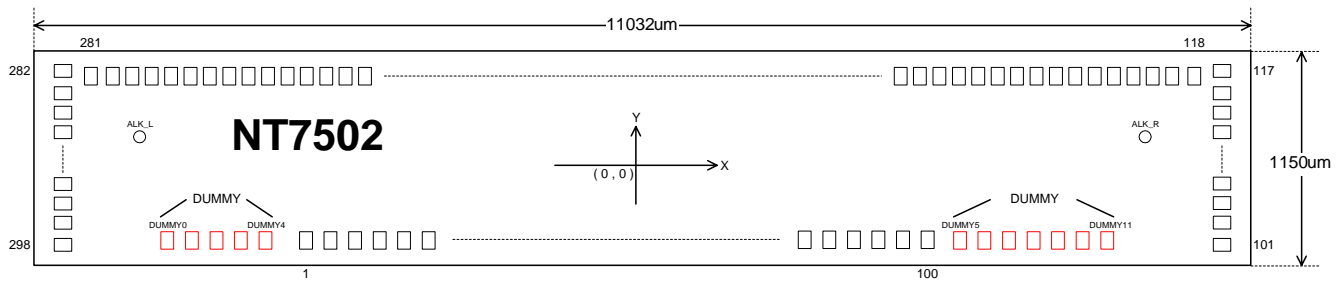 11032um
281
118
282
117
ALK_L
ALK_R
NT7502
Y
X
(0,0)
1150um
DUMMY
DUMMY
DUMMY0
DUMMY4
DUMMY5
DUMMY11
298
101
1
100